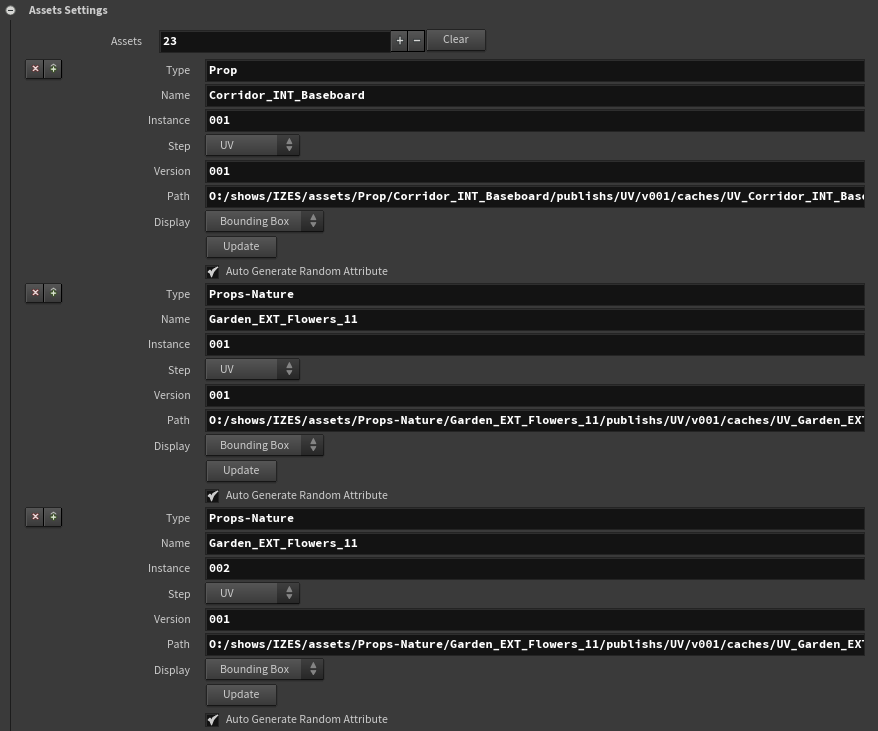 Assets Settings
Assets 23 + − Clear
Type Prop
Name Corridor_INT_Baseboard
Instance 001
Step UV
Version 001
Path O:/shows/IZES/assets/Prop/Corridor_INT_Baseboard/publishs/UV/v001/caches/UV_Corridor_INT_Base
Display Bounding Box
Update
Auto Generate Random Attribute
Type Props-Nature
Name Garden_EXT_Flowers_11
Instance 001
Step UV
Version 001
Path O:/shows/IZES/assets/Props-Nature/Garden_EXT_Flowers_11/publishs/UV/v001/caches/UV_Garden_EXT
Display Bounding Box
Update
Auto Generate Random Attribute
Type Props-Nature
Name Garden_EXT_Flowers_11
Instance 002
Step UV
Version 001
Path O:/shows/IZES/assets/Props-Nature/Garden_EXT_Flowers_11/publishs/UV/v001/caches/UV_Garden_EXT
Display Bounding Box
Update
Auto Generate Random Attribute